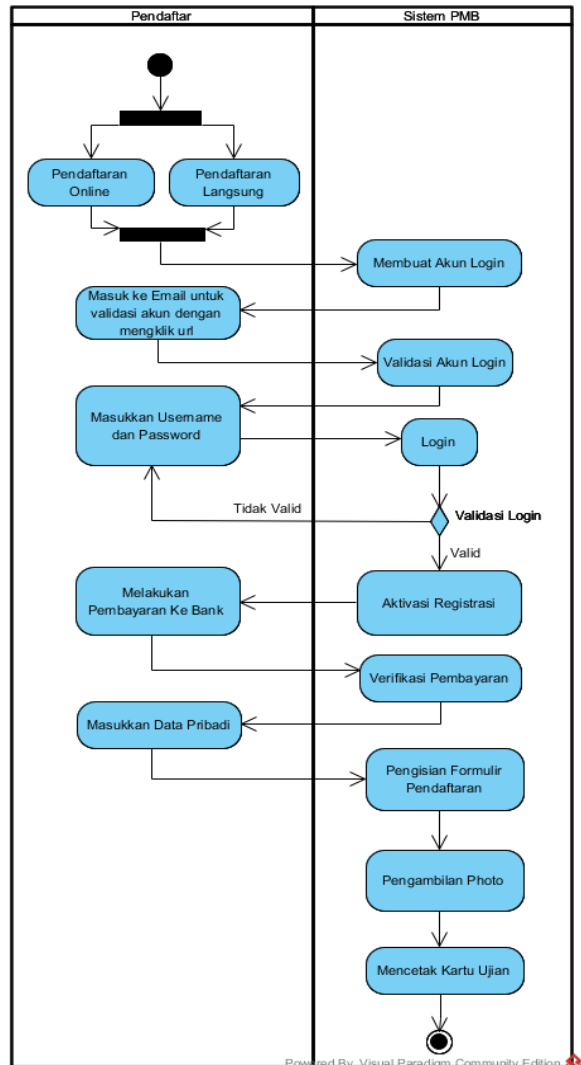 Pendaftar
Sistem PMB
Pendaftaran
Online
Pendaftaran
Langsung
Membuat Akun Login
Masuk ke Email untuk
validasi akun dengan
mengklik url
Validasi Akun Login
Masukkan Username
dan Password
Login
Tidak Valid
Validasi Login
Valid
Melakukan
Pembayaran Ke Bank
Aktivasi Registrasi
Verifikasi Pembayaran
Masukkan Data Pribadi
Pengisian Formulir
Pendaftaran
Pengambilan Photo
Mencetak Kartu Ujian
Powered By Visual Paradigm Community Edition